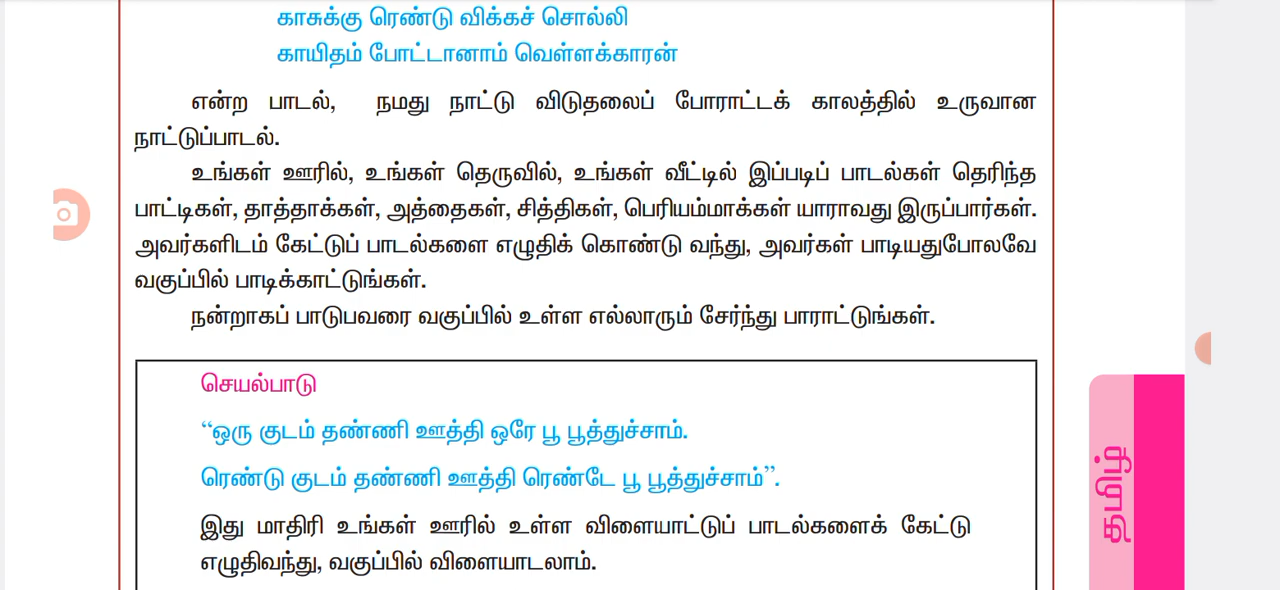 காசுக்கு ரெண்டு விக்கச் சொல்லி
காயிதம் போட்டானாம் வெள்ளக்காரன்
என்ற பாடல், நமது நாட்டு விடுதலைப் போராட்டக் காலத்தில் உருவான
நாட்டுப்பாடல்.
உங்கள் ஊரில், உங்கள் தெருவில், உங்கள் வீட்டில் இப்படிப் பாடல்கள் தெரிந்த
பாட்டிகள், தாத்தாக்கள், அத்தைகள், சித்திகள், பெரியம்மாக்கள் யாராவது இருப்பார்கள்.
அவர்களிடம் கேட்டுப் பாடல்களை எழுதிக் கொண்டு வந்து, அவர்கள் பாடியதுபோலவே
வகுப்பில் பாடிக்காட்டுங்கள்.
நன்றாகப் பாடுபவரை வகுப்பில் உள்ள எல்லாரும் சேர்ந்து பாராட்டுங்கள்.
செயல்பாடு
“ஒரு குடம் தண்ணி ஊத்தி ஒரே பூ பூத்துச்சாம்.
ரெண்டு குடம் தண்ணி ஊத்தி ரெண்டே பூ பூத்துச்சாம்”.
இது மாதிரி உங்கள் ஊரில் உள்ள விளையாட்டுப் பாடல்களைக் கேட்டு
எழுதிவந்து, வகுப்பில் விளையாடலாம்.
தமிழ்